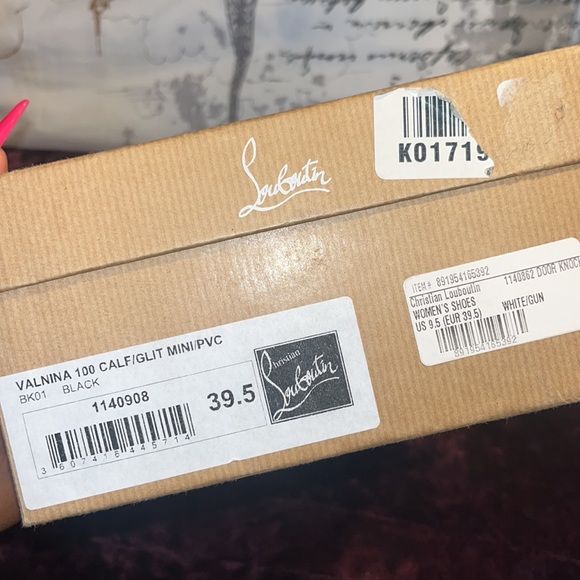 K01719
Louboutin
ITEM # 891954165392
1140862 DOOR KNOCK
Christian Louboutin
WOMEN'S SHOES
US 9.5 (EUR 39.5)
WHITE/GUN
891954165392
VALNINA 100 CALF/GLIT MINI/PVC
BK01 BLACK
1140908
39.5
3607416445714
Christian
Louboutin